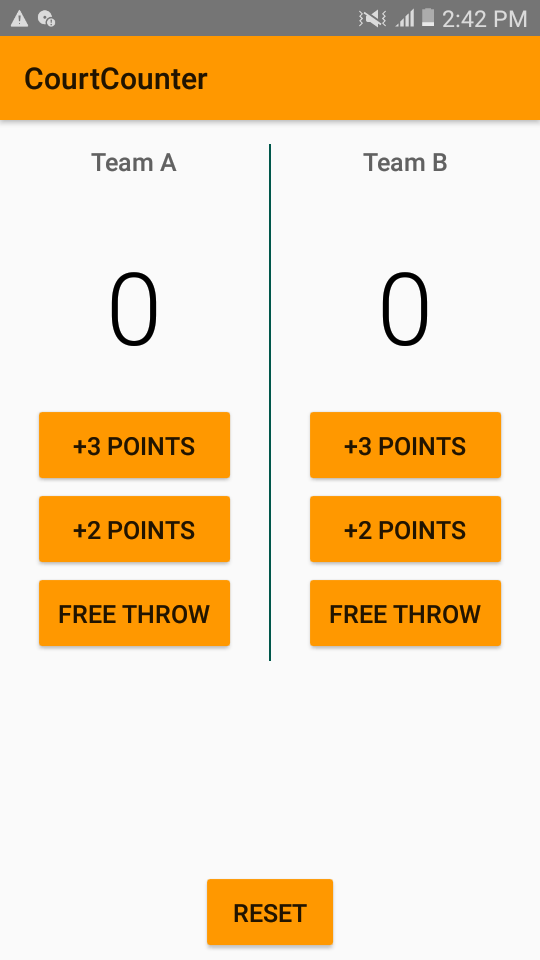 2:42 PM
CourtCounter
Team A
0
+3 POINTS
+2 POINTS
FREE THROW
Team B
0
+3 POINTS
+2 POINTS
FREE THROW
RESET